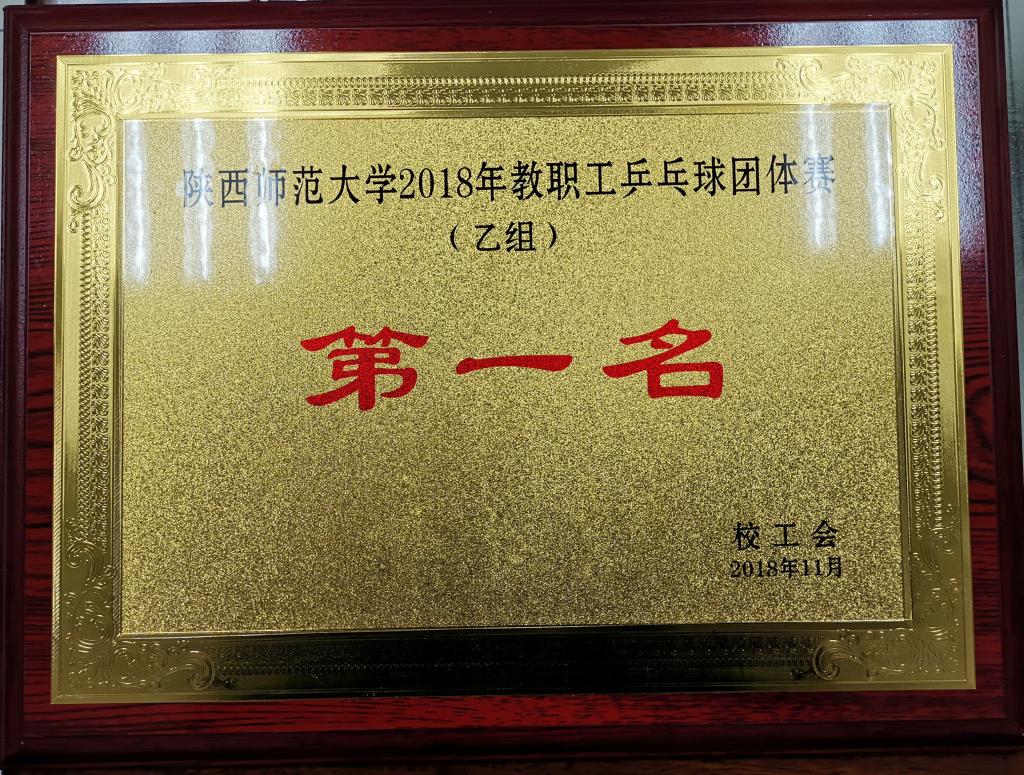 陕西师范大学2018年教职工乒乓球团体赛
（乙组）
第一名
校工会
2018年11月